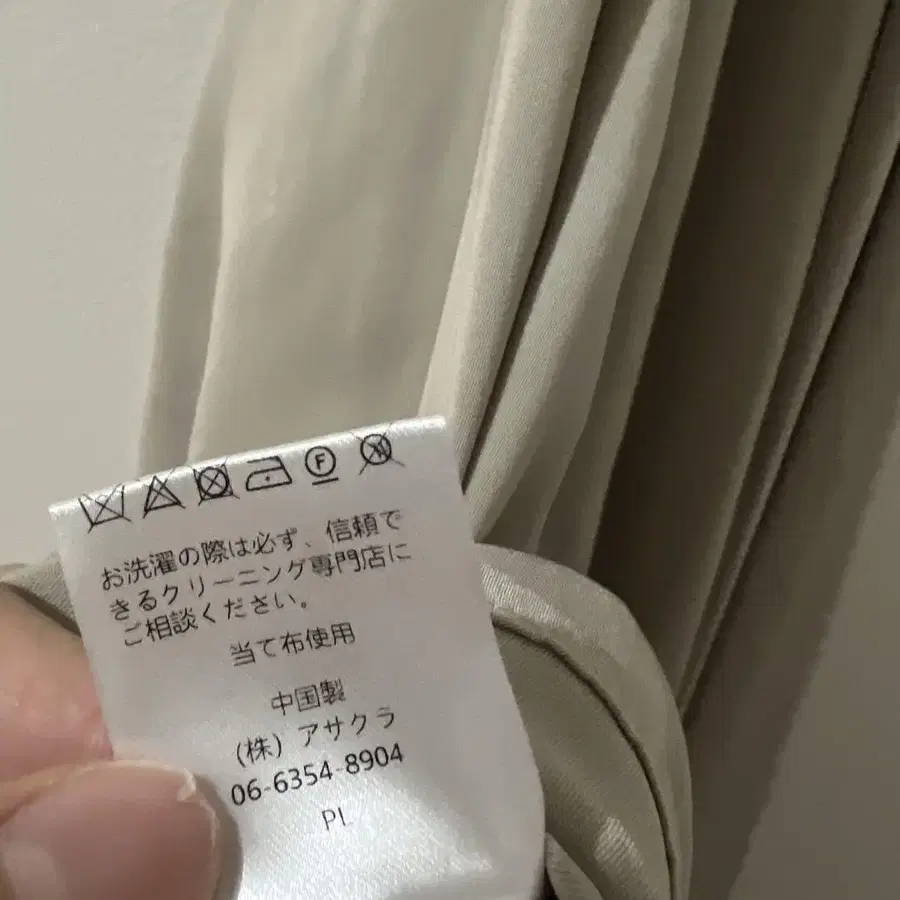 F
W
お洗濯の際は必ず、信頼で
きるクリーニング専門店に
ご相談ください。
当て布使用
中国製
(株) アサクラ
06-6354-8904
PL